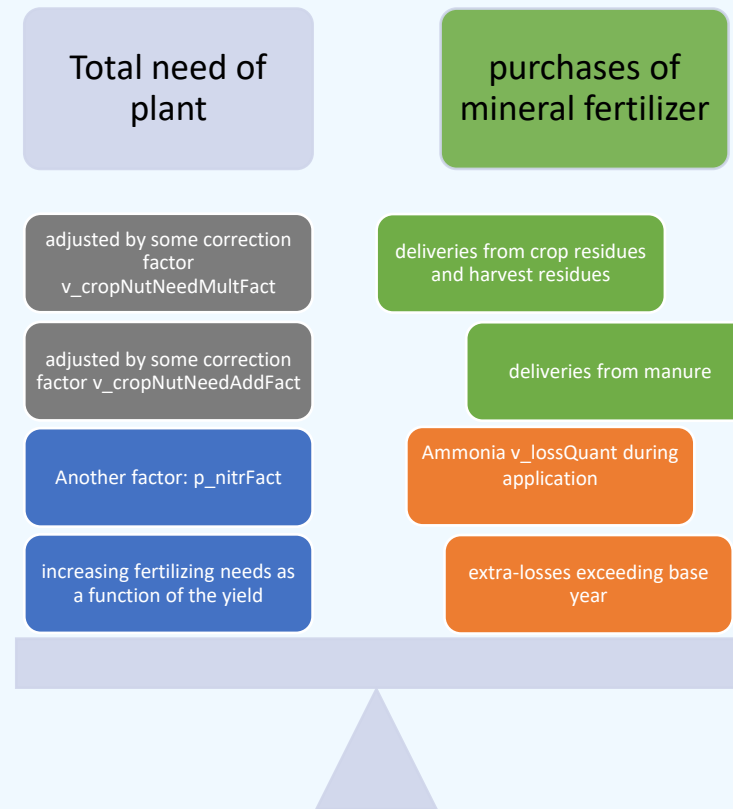 Total need of
plant
purchases of
mineral fertilizer
adjusted by some correction
factor
v_cropNutNeedMultFact
deliveries from crop residues
and harvest residues
adjusted by some correction
factor v_cropNutNeedAddFact
deliveries from manure
Another factor: p_nitrFact
Ammonia v_lossQuant during
application
increasing fertilizing needs as
a function of the yield
extra-losses exceeding base
year